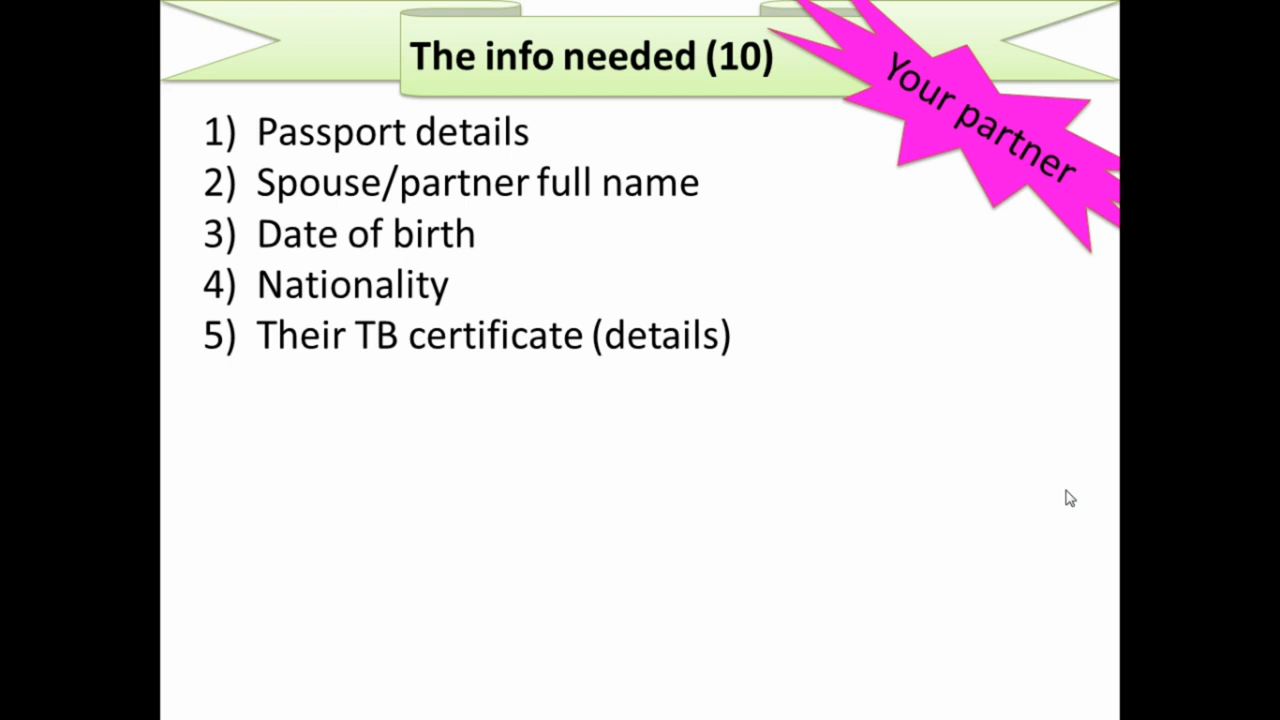 The info needed (10)
Your partner
1) Passport details
2) Spouse/partner full name
3) Date of birth
4) Nationality
5) Their TB certificate (details)